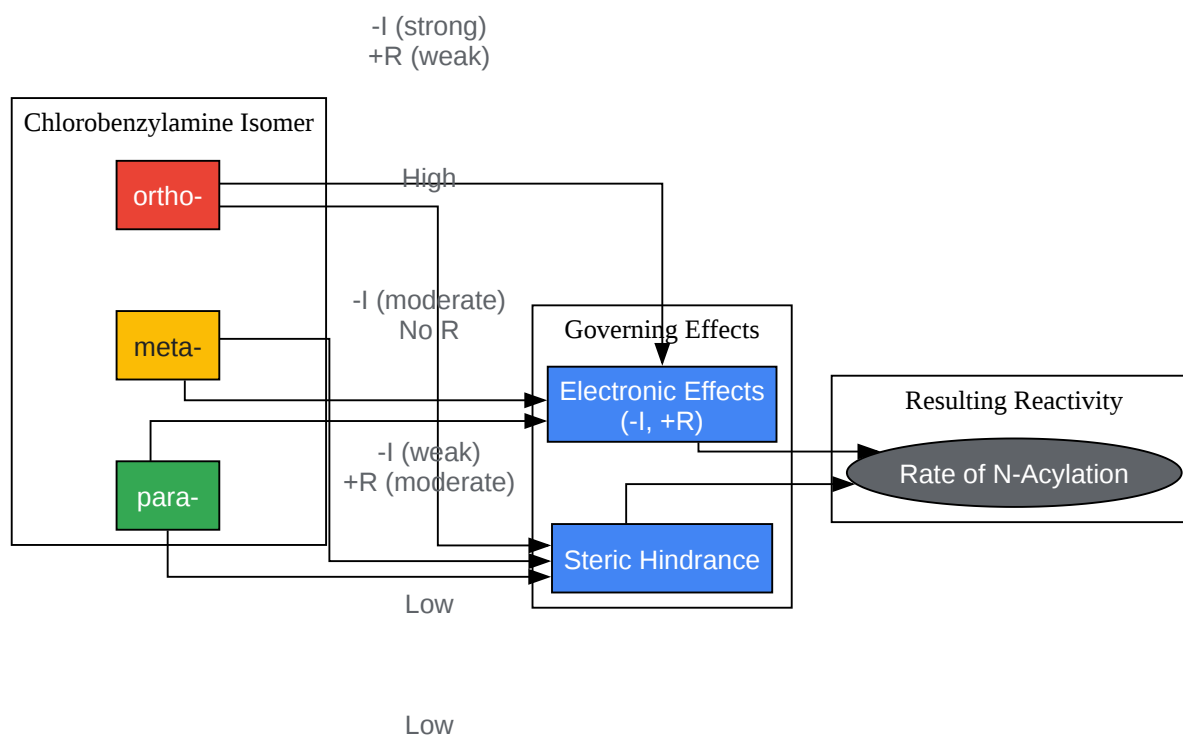 -I (strong)
+R (weak)
Chlorobenzylamine Isomer
ortho-
High
-I (moderate)
No R
meta-
Governing Effects
Electronic Effects
(-I, +R)
Resulting Reactivity
-I (weak)
+R (moderate)
Rate of N-Acylation
para-
Steric Hindrance
Low
Low